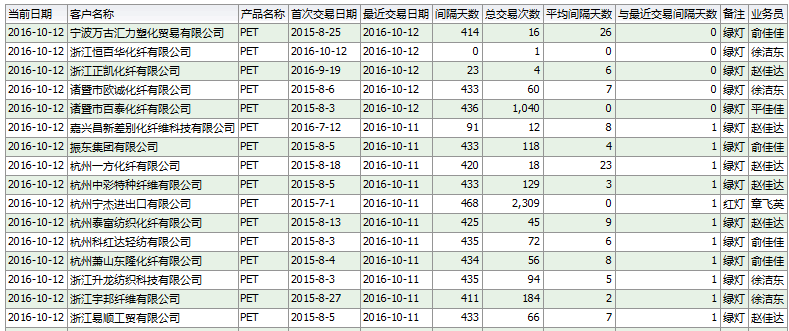 当前日期 客户名称 产品名称 首次交易日期 最近交易日期 间隔天数 总交易次数 平均间隔天数 与最近交易间隔天数 备注 业务员
2016-10-12 宁波万古汇力塑化贸易有限公司 PET 2015-8-25 2016-10-12 414 16 26 0 绿灯 俞佳佳
2016-10-12 浙江恒百华化纤有限公司 PET 2016-10-12 2016-10-12 0 1 0 0 绿灯 徐洁东
2016-10-12 浙江正凯化纤有限公司 PET 2016-9-19 2016-10-12 23 4 6 0 绿灯 赵佳达
2016-10-12 诸暨市欧诚化纤有限公司 PET 2015-8-6 2016-10-12 433 60 7 0 绿灯 徐洁东
2016-10-12 诸暨市百泰化纤有限公司 PET 2015-8-3 2016-10-12 436 1,040 0 0 绿灯 平佳佳
2016-10-12 嘉兴昌新差别化纤维科技有限公司 PET 2016-7-12 2016-10-11 91 12 8 1 绿灯 赵佳达
2016-10-12 振东集团有限公司 PET 2015-8-5 2016-10-11 433 118 4 1 绿灯 俞佳佳
2016-10-12 杭州一方化纤有限公司 PET 2015-8-18 2016-10-11 420 18 23 1 绿灯 赵佳达
2016-10-12 杭州中彩特种纤维有限公司 PET 2015-8-5 2016-10-11 433 129 3 1 绿灯 赵佳达
2016-10-12 杭州宁杰进出口有限公司 PET 2015-7-1 2016-10-11 468 2,309 0 1 红灯 章飞英
2016-10-12 杭州泰富纺织化纤有限公司 PET 2015-8-13 2016-10-11 425 45 9 1 绿灯 赵佳达
2016-10-12 杭州科红达轻纺有限公司 PET 2015-8-3 2016-10-11 435 72 6 1 绿灯 俞佳佳
2016-10-12 杭州萧山东隆化纤有限公司 PET 2015-8-4 2016-10-11 434 56 8 1 绿灯 俞佳佳
2016-10-12 浙江升龙纺织科技有限公司 PET 2015-8-3 2016-10-11 435 94 5 1 绿灯 徐洁东
2016-10-12 浙江宇邦纤维有限公司 PET 2015-8-27 2016-10-11 411 184 2 1 绿灯 徐洁东
2016-10-12 浙江易顺工贸有限公司 PET 2015-8-5 2016-10-11 433 66 7 1 绿灯 赵佳达